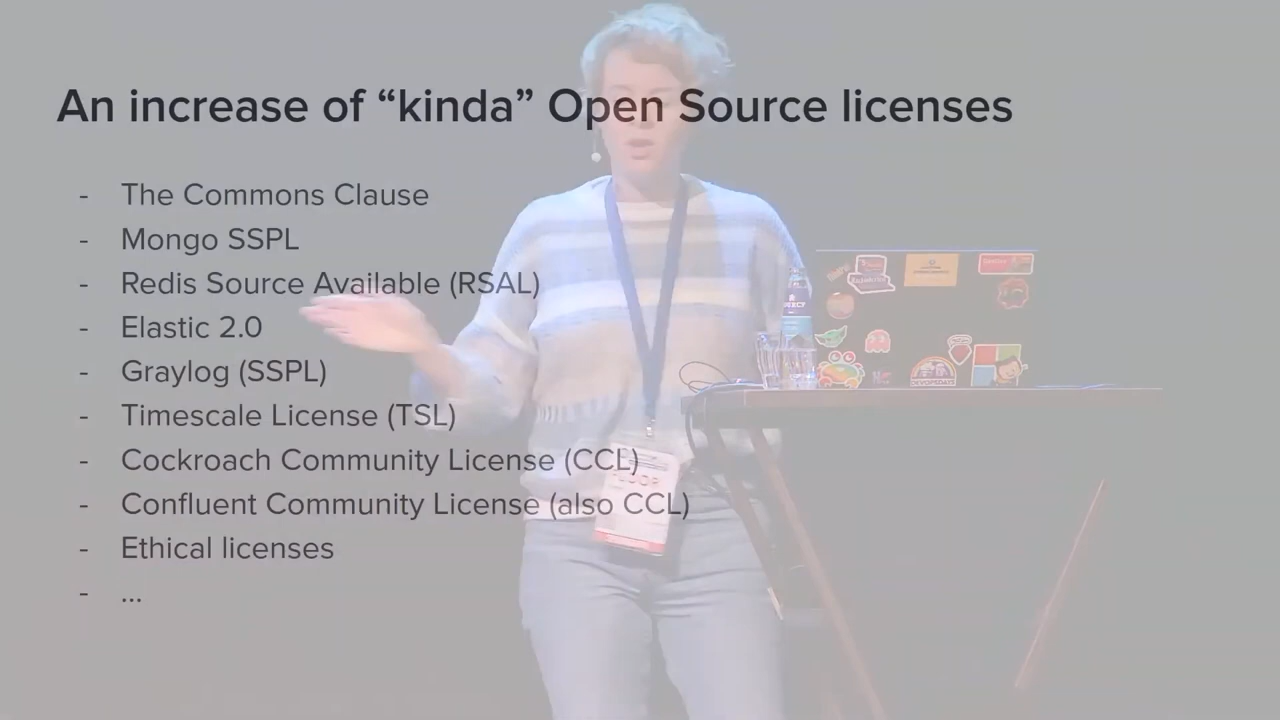 An increase of “kinda” Open Source licenses
- The Commons Clause
- Mongo SSPL
- Redis Source Available (RSAL)
- Elastic 2.0
- Graylog (SSPL)
- Timescale License (TSL)
- Cockroach Community License (CCL)
- Confluent Community License (also CCL)
- Ethical licenses
- ...